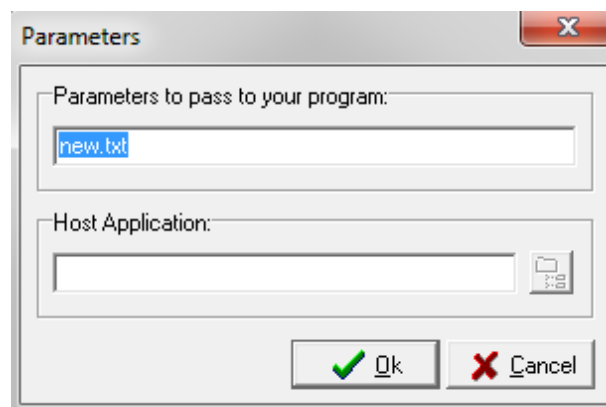 Parameters
Parameters to pass to your program:
new.txt
Host Application:
Ok
Cancel